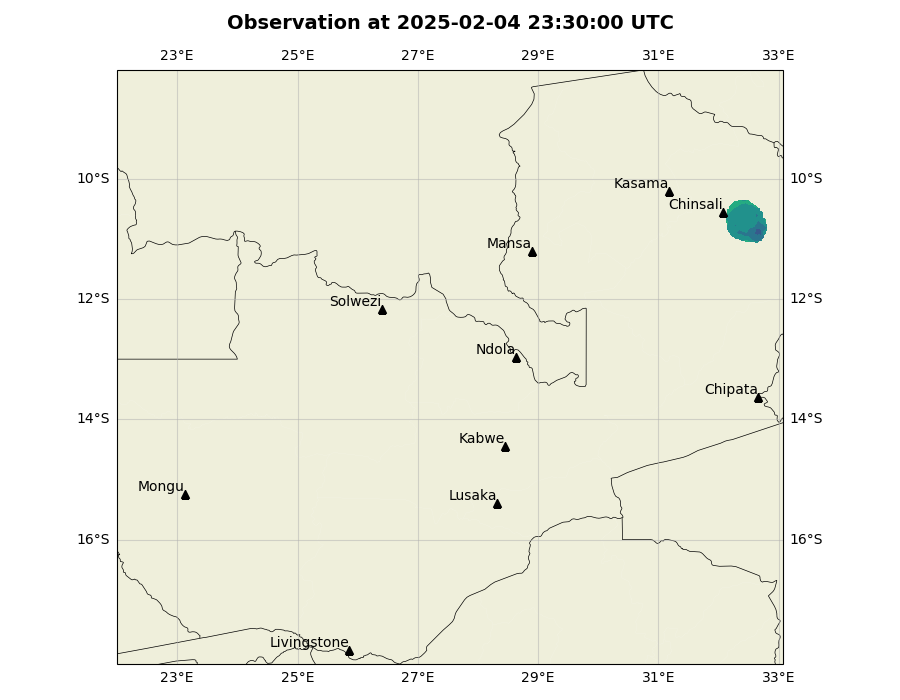 Observation at 2025-02-04 23:30:00 UTC
23°E 25°E 27°E 29°E 31°E 33°E
10°S 10°S
Kasama
Chinsali
Mansa
12°S 12°S
Solwezi
Ndola
Chipata
14°S 14°S
Kabwe
Mongu
Lusaka
16°S 16°S
Livingstone
23°E 25°E 27°E 29°E 31°E 33°E